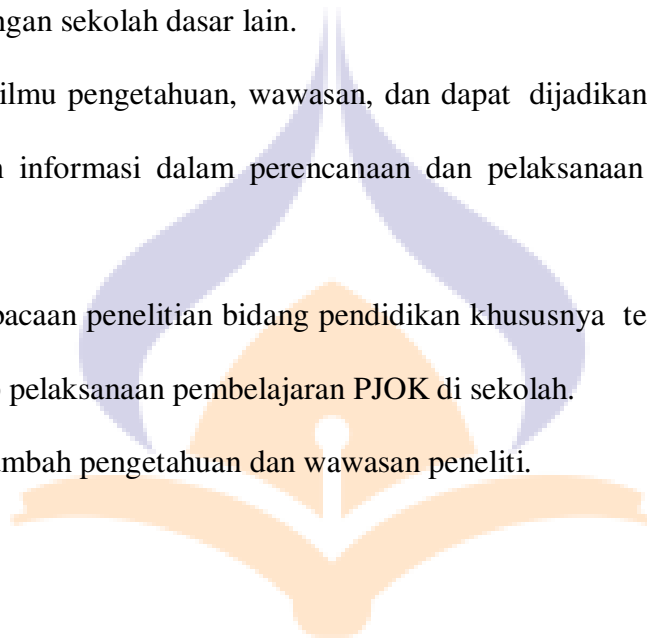 ngan sekolah dasar lain.
ilmu pengetahuan, wawasan, dan dapat dijadikan
informasi dalam perencanaan dan pelaksanaan
bacaan penelitian bidang pendidikan khususnya te
pelaksanaan pembelajaran PJOK di sekolah.
mbah pengetahuan dan wawasan peneliti.